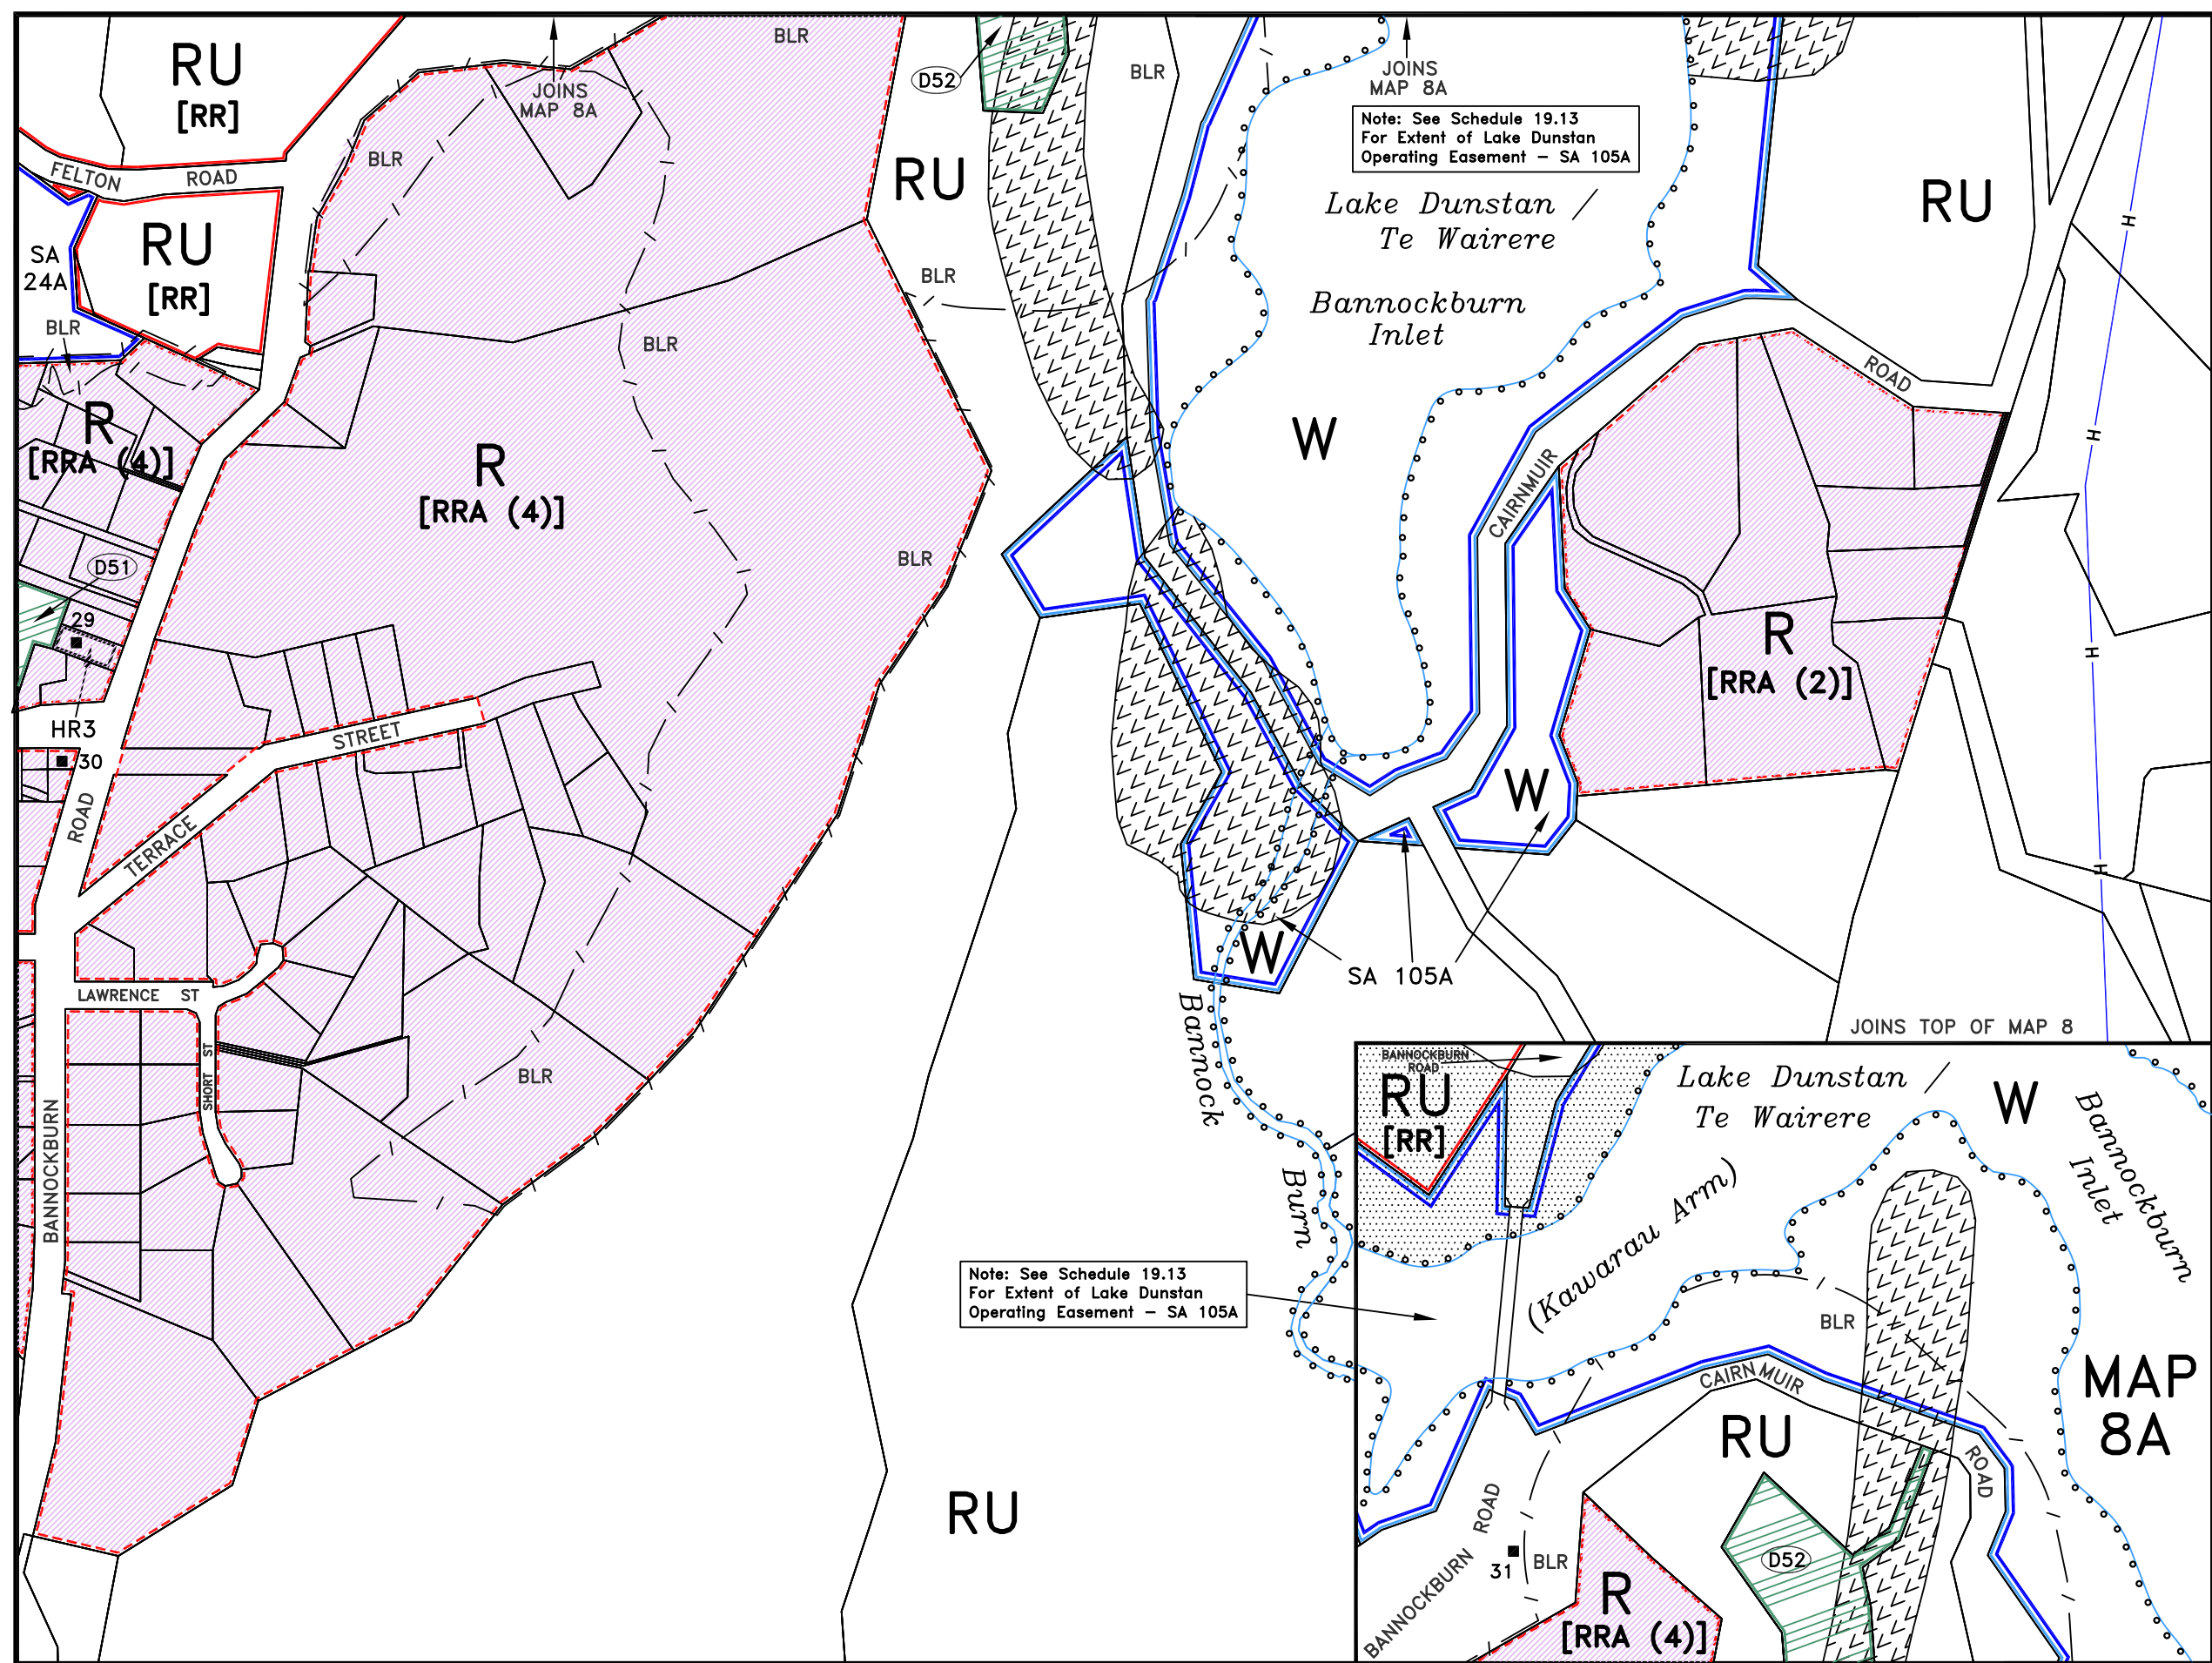 RU
[RR]
FELTON
ROAD
RU
[RR]
SA
24A
BLR
BLR
JOINS
MAP 8A
BLR
D52
RU
BLR
BLR
JOINS
MAP 8A
Note: See Schedule 19.13
For Extent of Lake Dunstan
Operating Easement – SA 105A
Lake Dunstan /
Te Wairere
Bannockburn
Inlet
W
RU
H
H
H
H
ROAD
CAIRNMUIR
R
[RRA (4)]
BLR
R
[RRA (4)]
BLR
D51
29
HR3
30
ROAD
TERRACE
STREET
R
[RRA (2)]
W
W
SA 105A
LAWRENCE ST
SHORT ST
BANNOCKBURN
BLR
Bannock
Burn
Note: See Schedule 19.13
For Extent of Lake Dunstan
Operating Easement – SA 105A
RU
JOINS TOP OF MAP 8
BANNOCKBURN
ROAD
RU
[RR]
Lake Dunstan /
Te Wairere
W
Bannockburn
Inlet
(Kawarau Arm)
BLR
CAIRNMUIR
ROAD
MAP
8A
RU
BANNOCKBURN ROAD
31
BLR
D52
R
[RRA (4)]